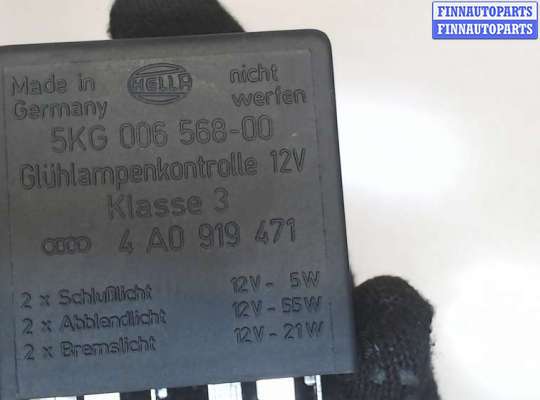 FINNAUTOPARTS
FINNAUTOPARTS
Made in Germany
HELLA
nicht werfen
5KG 006 568-00
Glühlampenkontrolle 12V
Klasse 3
4 A0 919 471
2 x Schlußlicht 12V - 5W
2 x Abblendlicht 12V - 55W
2 x Bremslicht 12V - 21W